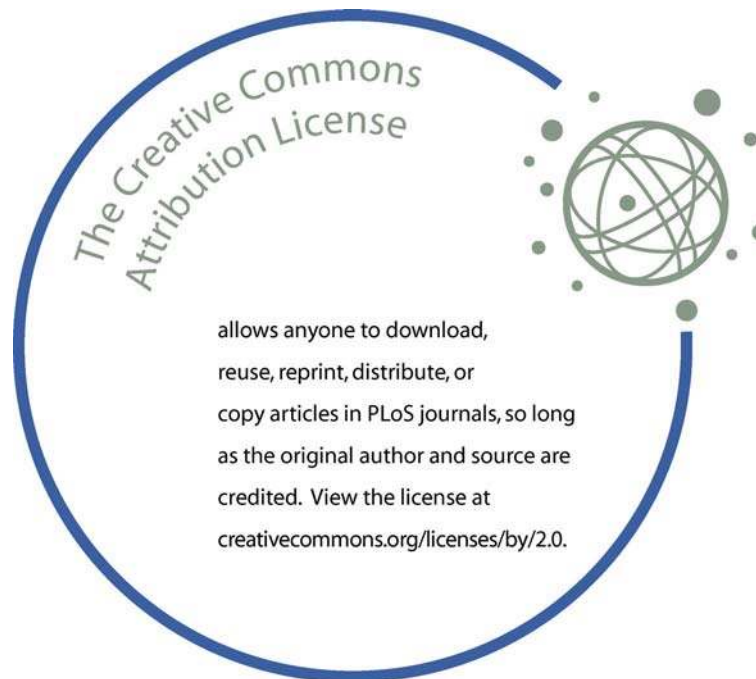 The Creative Commons
Attribution License
allows anyone to download,
reuse, reprint, distribute, or
copy articles in PLoS journals, so long
as the original author and source are
credited. View the license at
creativecommons.org/licenses/by/2.0.